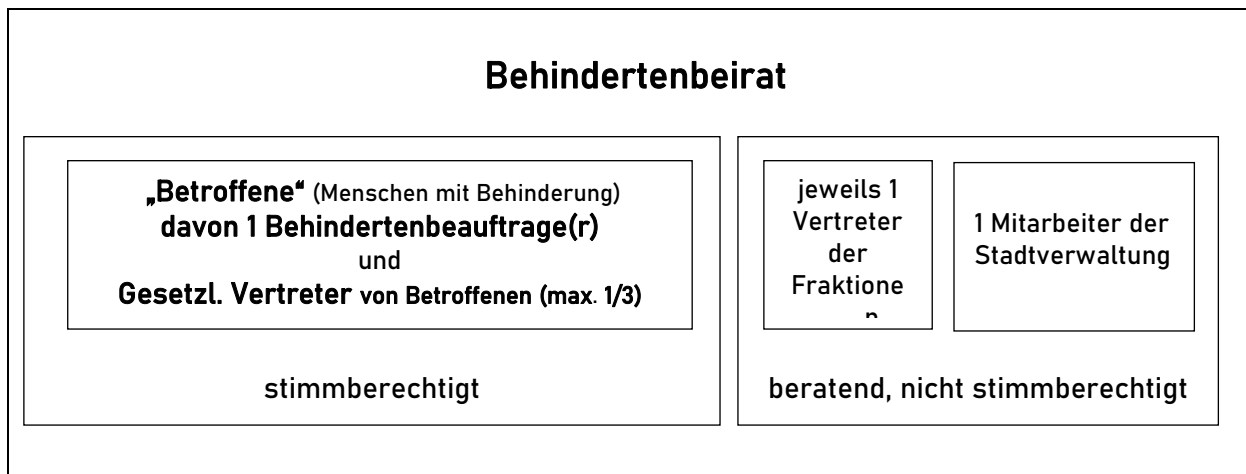 Behindertenbeirat
„Betroffene“ (Menschen mit Behinderung)
davon 1 Behindertenbeauftrage(r)
und
Gesetzl. Vertreter von Betroffenen (max. 1/3)
stimmberechtigt
jeweils 1
Vertreter
der
Fraktione
n
1 Mitarbeiter der
Stadtverwaltung
beratend, nicht stimmberechtigt